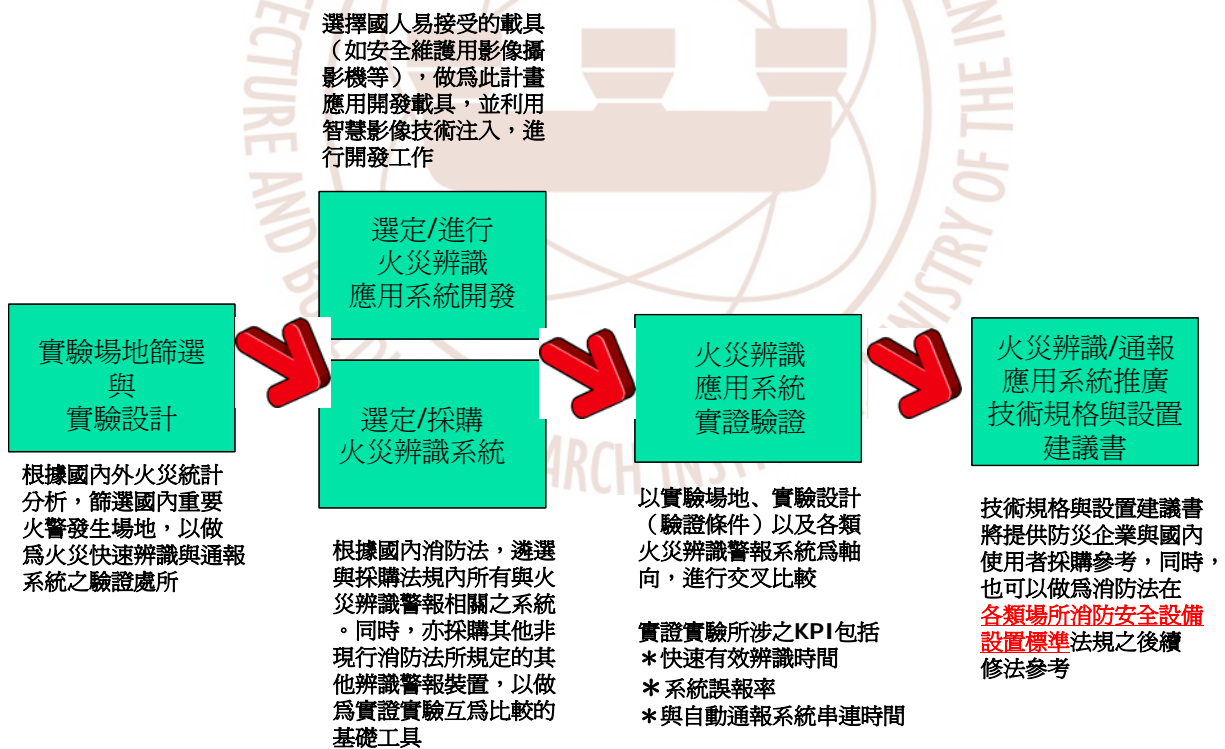 選擇國人易接受的載具
（如安全維護用影像攝
影機等），做為此計畫
應用開發載具，並利用
智慧影像技術注入，進
行開發工作
選定/進行
火災辨識
應用系統開發
實驗場地篩選
與
實驗設計
根據國內外火災統計
分析，篩選國內重要
火警發生場地，以做
為火災快速辨識與通報
系統之驗證處所
選定/採購
火災辨識系統
根據國內消防法，遴選
與採購法規內所有與火
災辨識警報相關之系統
。同時，亦採購其他非
現行消防法所規定的其
他辨識警報裝置，以做
為實證實驗互為比較的
基礎工具
火災辨識
應用系統
實證驗證
以實驗場地、實驗設計
（驗證條件）以及各類
火災辨識警報系統為軸
向，進行交叉比較
實證實驗所涉之KPI包括
＊快速有效辨識時間
＊系統誤報率
＊與自動通報系統串連時間
火災辨識/通報
應用系統推廣
技術規格與設置
建議書
技術規格與設置建議書
將提供防災企業與國內
使用者採購參考，同時，
也可以做為消防法在
各類場所消防安全設備
設置標準法規之後續
修法參考